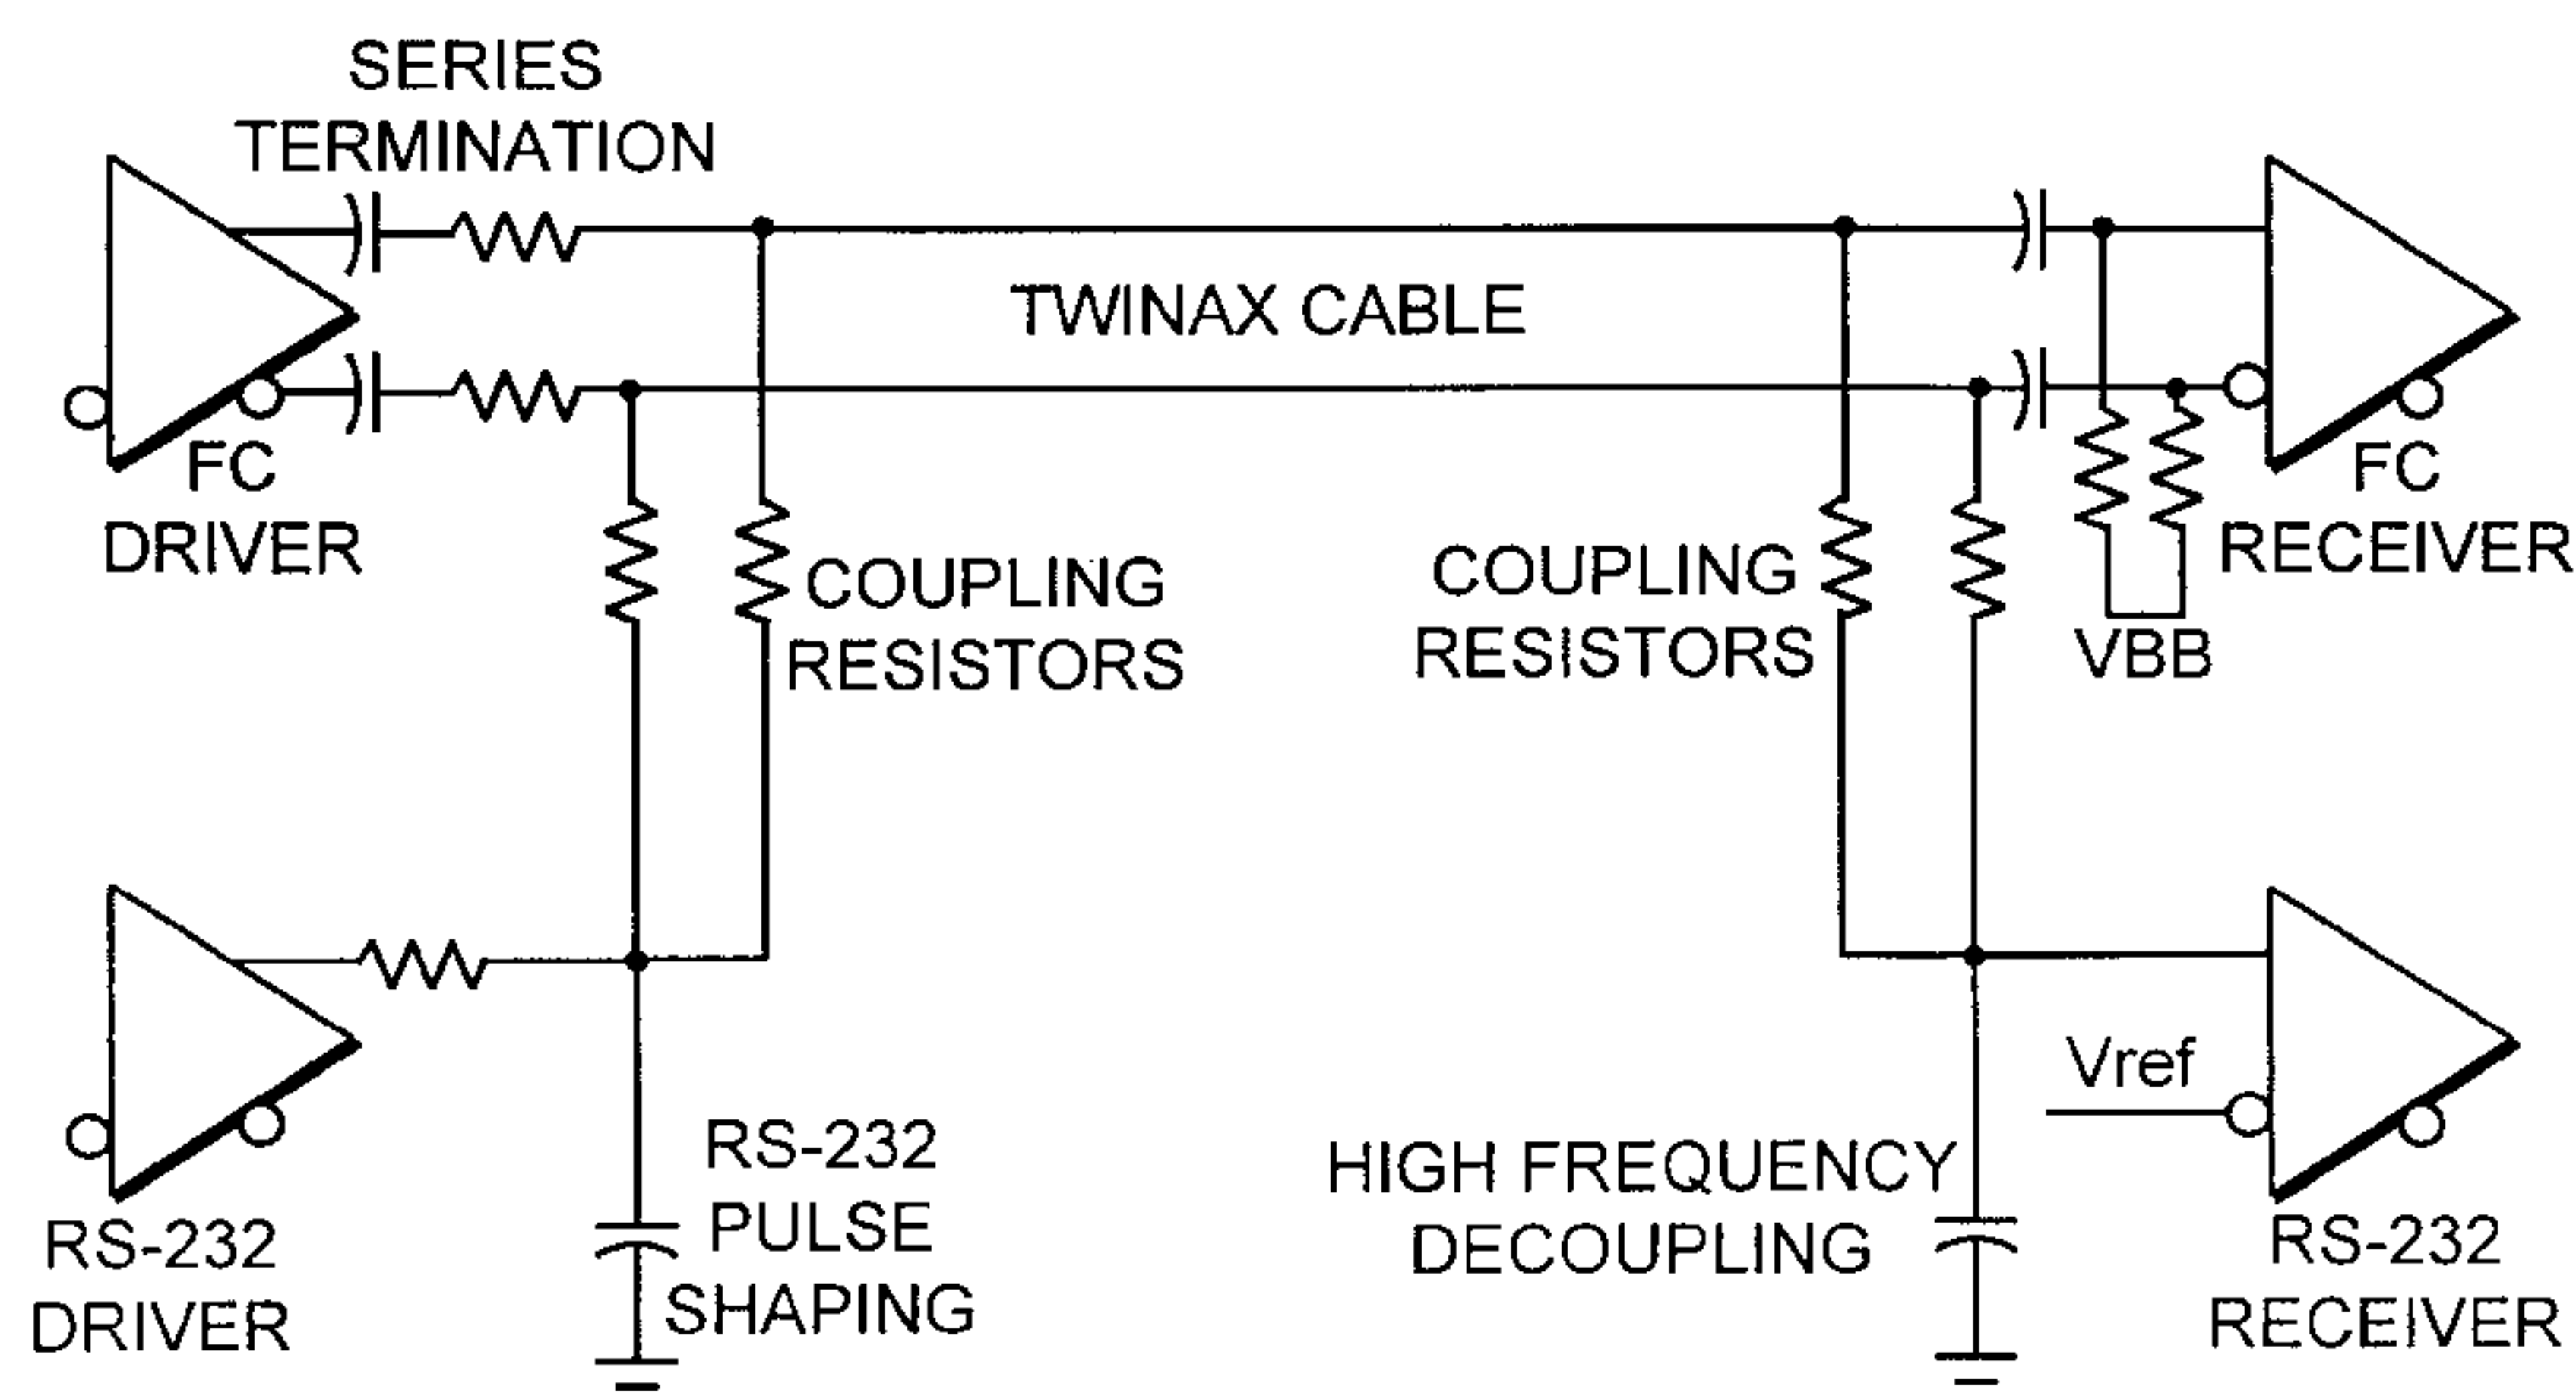 SERIES
TERMINATION
TWINAX CABLE
FC
DRIVER
FC
RECEIVER
COUPLING
RESISTORS
COUPLING
RESISTORS
VBB
Vref
RS-232
PULSE
SHAPING
HIGH FREQUENCY
DECOUPLING
RS-232
DRIVER
RS-232
RECEIVER